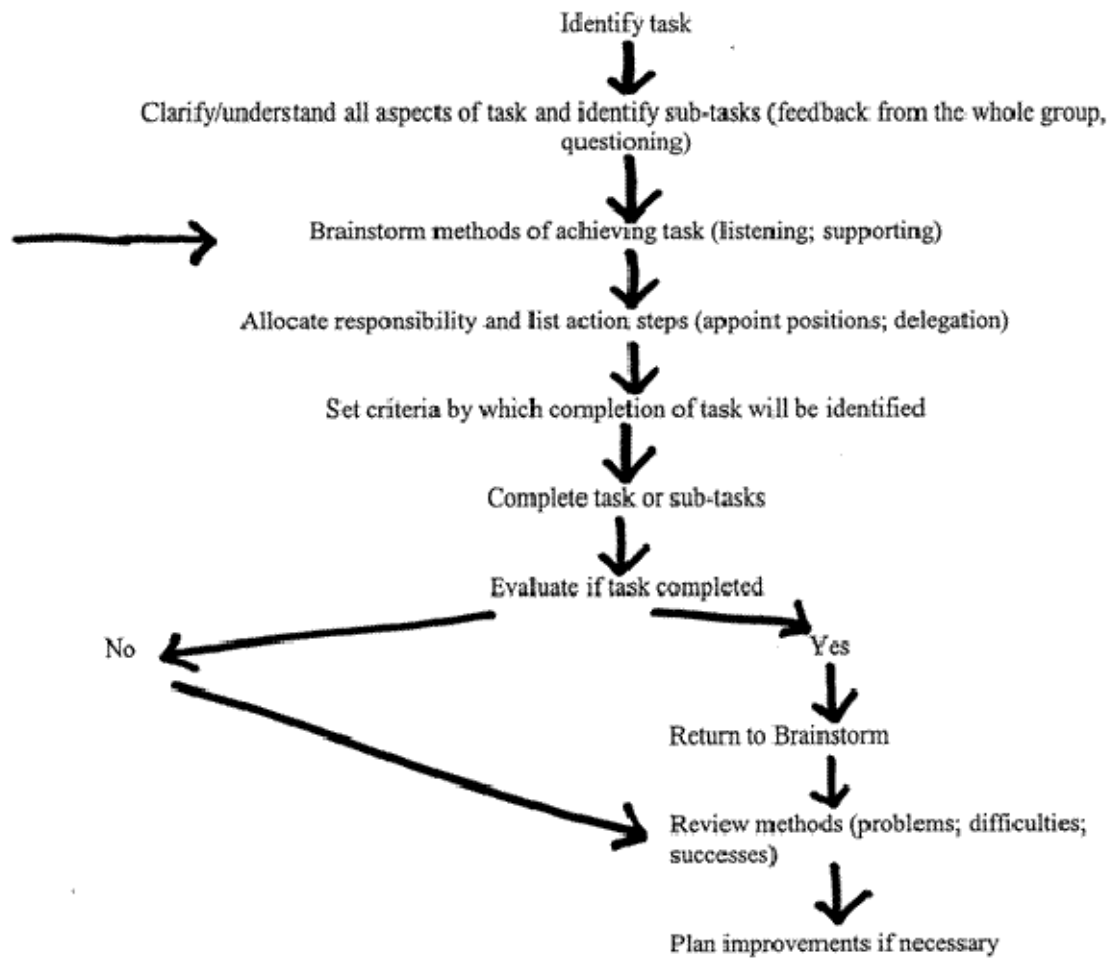 Identify task
Clarify/understand all aspects of task and identify sub-tasks (feedback from the whole group,
questioning)
Brainstorm methods of achieving task (listening; supporting)
Allocate responsibility and list action steps (appoint positions; delegation)
Set criteria by which completion of task will be identified
Complete task or sub-tasks
Evaluate if task completed
No
Yes
Return to Brainstorm
Review methods (problems; difficulties;
successes)
Plan improvements if necessary